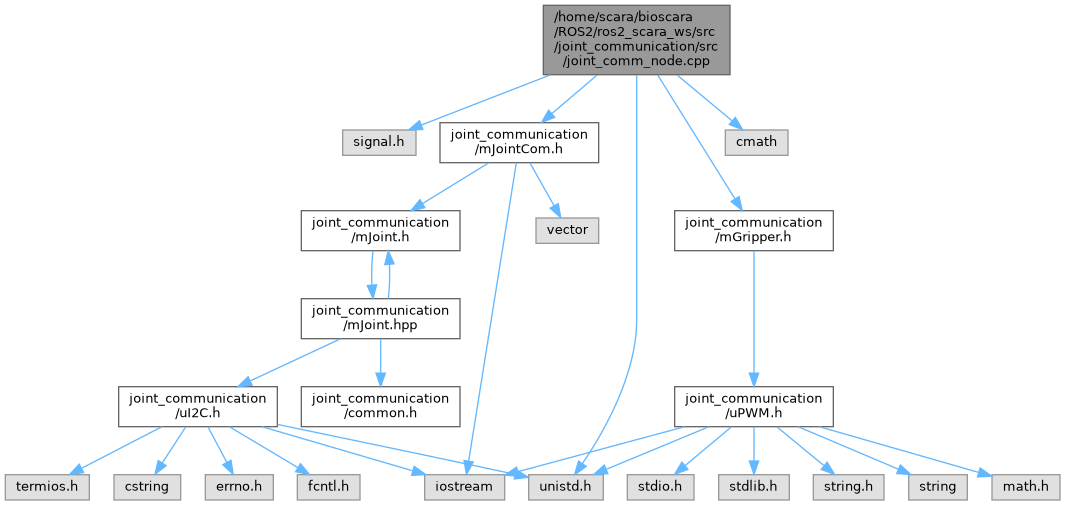 /home/scara/bioscara
/ROS2/ros2_scara_ws/src
/joint_communication/src
/joint_comm_node.cpp
signal.h
joint_communication
/mJointCom.h
cmath
joint_communication
/mJoint.h
vector
joint_communication
/mGripper.h
joint_communication
/mJoint.hpp
joint_communication
/uI2C.h
joint_communication
/common.h
joint_communication
/uPWM.h
termios.h
cstring
errno.h
fcntl.h
iostream
unistd.h
stdio.h
stdlib.h
string.h
string
math.h